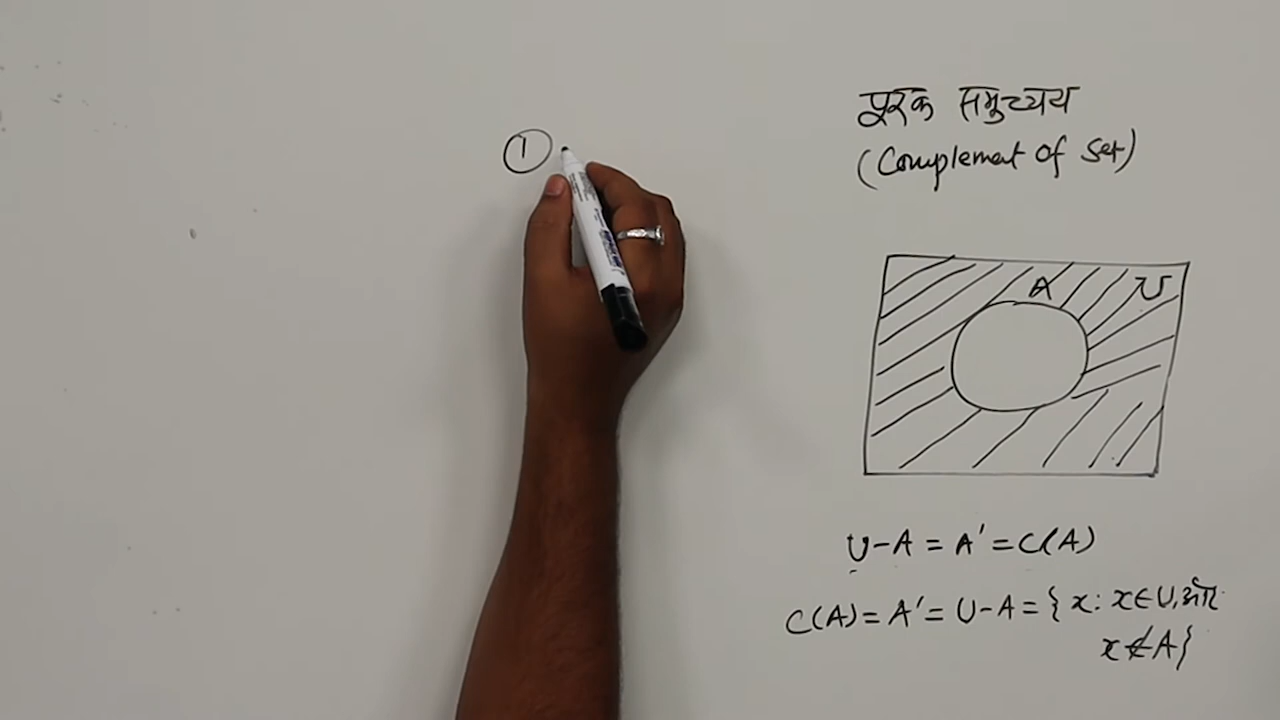 ①
पूरक समुच्चय
(Complement of Set)
A U
U-A = A' = C(A)
C(A) = A' = U-A = { x: x∈U, और
x∉A}